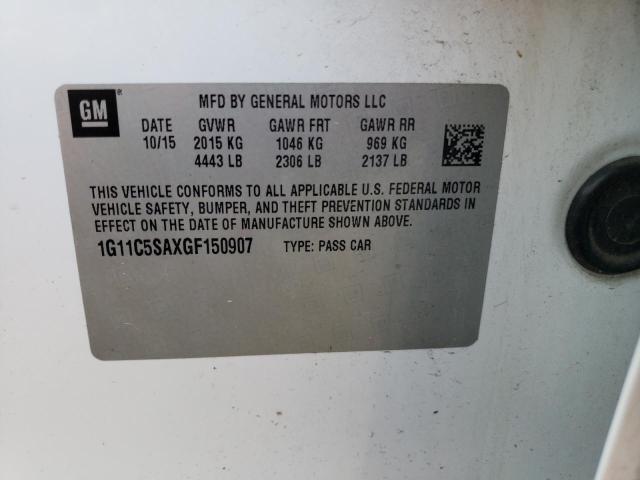 GM
MFD BY GENERAL MOTORS LLC
DATE GVWR GAWR FRT GAWR RR
10/15 2015 KG 1046 KG 969 KG
4443 LB 2306 LB 2137 LB
THIS VEHICLE CONFORMS TO ALL APPLICABLE U.S. FEDERAL MOTOR
VEHICLE SAFETY, BUMPER, AND THEFT PREVENTION STANDARDS IN
EFFECT ON THE DATE OF MANUFACTURE SHOWN ABOVE.
1G11C5SAXGF150907 TYPE: PASS CAR